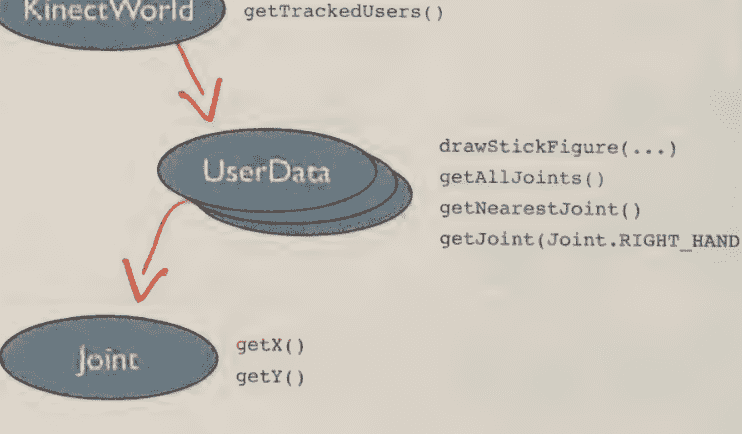 KinectWorld
getTrackedUsers()
UserData
drawStickFigure(...)
getAllJoints()
getNearestJoint()
getJoint(Joint.RIGHT_HAND
Joint
getX()
getY()